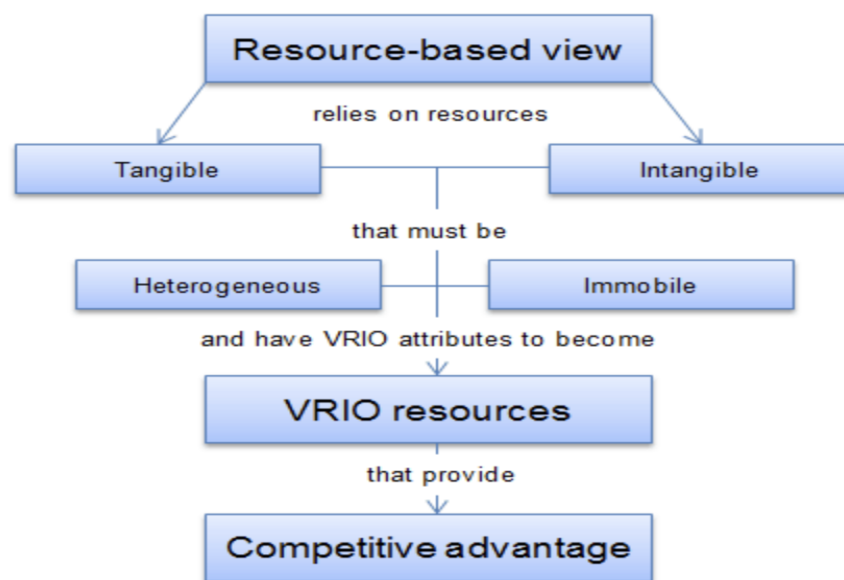 Resource-based view
relies on resources
Tangible
Intangible
that must be
Heterogeneous
Immobile
and have VRIO attributes to become
VRIO resources
that provide
Competitive advantage